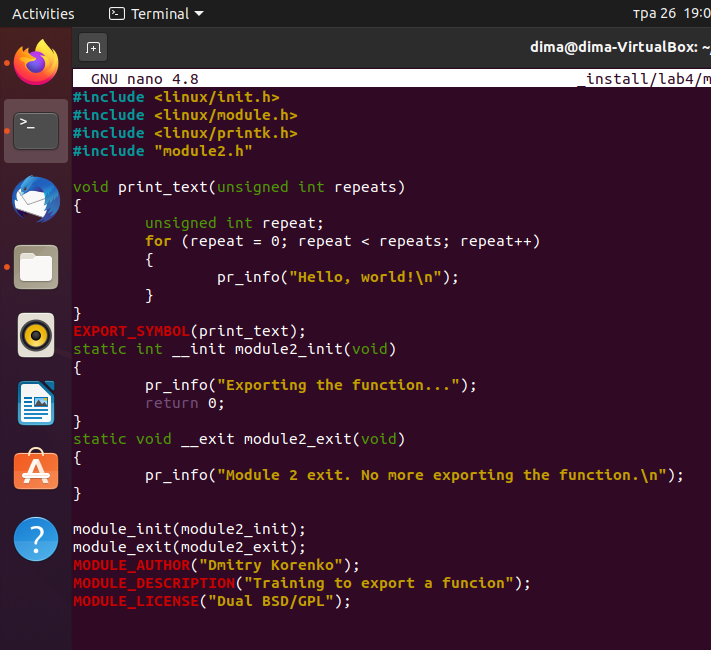 Activities
Terminal
тра 26 19:0
dima@dima-VirtualBox: ~/
GNU nano 4.8
_install/lab4/m
#include <linux/init.h>
#include <linux/module.h>
#include <linux/printk.h>
#include "module2.h"
void print_text(unsigned int repeats)
{
unsigned int repeat;
for (repeat = 0; repeat < repeats; repeat++)
{
pr_info("Hello, world!\n");
}
}
EXPORT_SYMBOL(print_text);
static int __init module2_init(void)
{
pr_info("Exporting the function...");
return 0;
}
static void __exit module2_exit(void)
{
pr_info("Module 2 exit. No more exporting the function.\n");
}
module_init(module2_init);
module_exit(module2_exit);
MODULE_AUTHOR("Dmitry Korenko");
MODULE_DESCRIPTION("Training to export a funcion");
MODULE_LICENSE("Dual BSD/GPL");